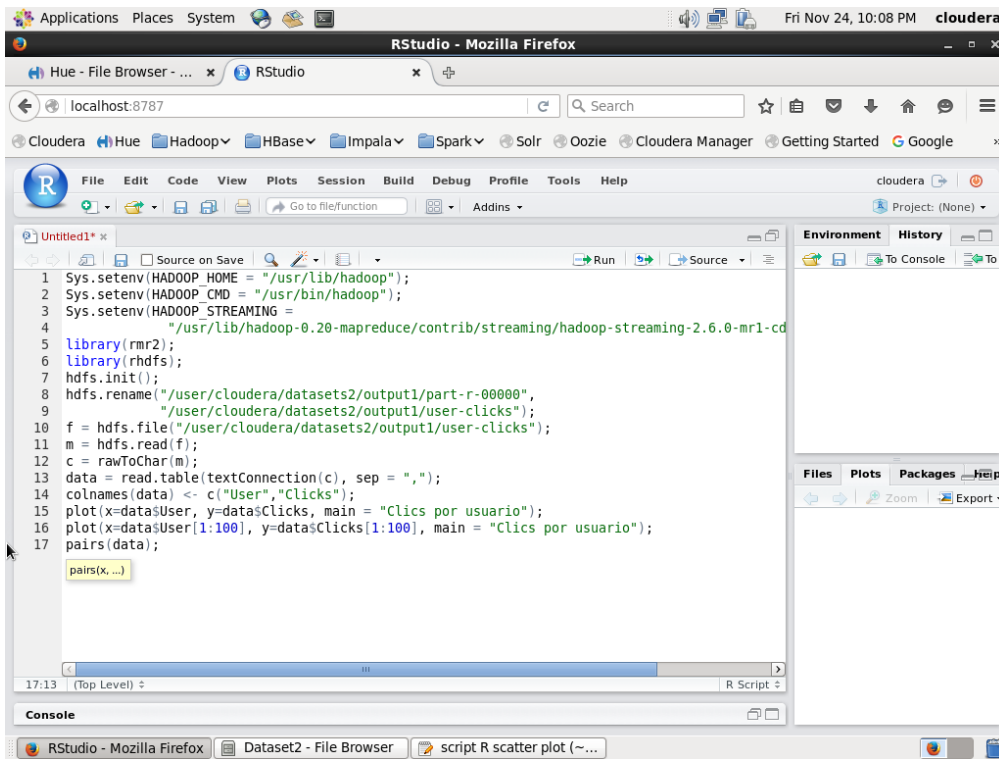 Applications Places System Fri Nov 24, 10:08 PM cloudera
RStudio - Mozilla Firefox
Hue - File Browser - ... × RStudio ×
localhost:8787 Search
Cloudera Hue Hadoop HBase Impala Spark Solr Oozie Cloudera Manager Getting Started Google »
R File Edit Code View Plots Session Build Debug Profile Tools Help cloudera
Go to file/function Addins Project: (None)
Untitled1* × Environment History
Source on Save Run Source To Console To
1 Sys.setenv(HADOOP_HOME = "/usr/lib/hadoop");
2 Sys.setenv(HADOOP_CMD = "/usr/bin/hadoop");
3 Sys.setenv(HADOOP_STREAMING =
4 "/usr/lib/hadoop-0.20-mapreduce/contrib/streaming/hadoop-streaming-2.6.0-mr1-cd
5 library(rmr2);
6 library(rhdfs);
7 hdfs.init();
8 hdfs.rename("/user/cloudera/datasets2/output1/part-r-00000",
9 "/user/cloudera/datasets2/output1/user-clicks");
10 f = hdfs.file("/user/cloudera/datasets2/output1/user-clicks");
11 m = hdfs.read(f);
12 c = rawToChar(m);
13 data = read.table(textConnection(c), sep = ",");
14 colnames(data) <- c("User","Clicks");
15 plot(x=data$User, y=data$Clicks, main = "Clics por usuario");
16 plot(x=data$User[1:100], y=data$Clicks[1:100], main = "Clics por usuario");
17 pairs(data);
pairs(x, ...)
Files Plots Packages Help
Zoom Export
17:13 (Top Level) R Script
Console
RStudio - Mozilla Firefox Dataset2 - File Browser script R scatter plot (~...